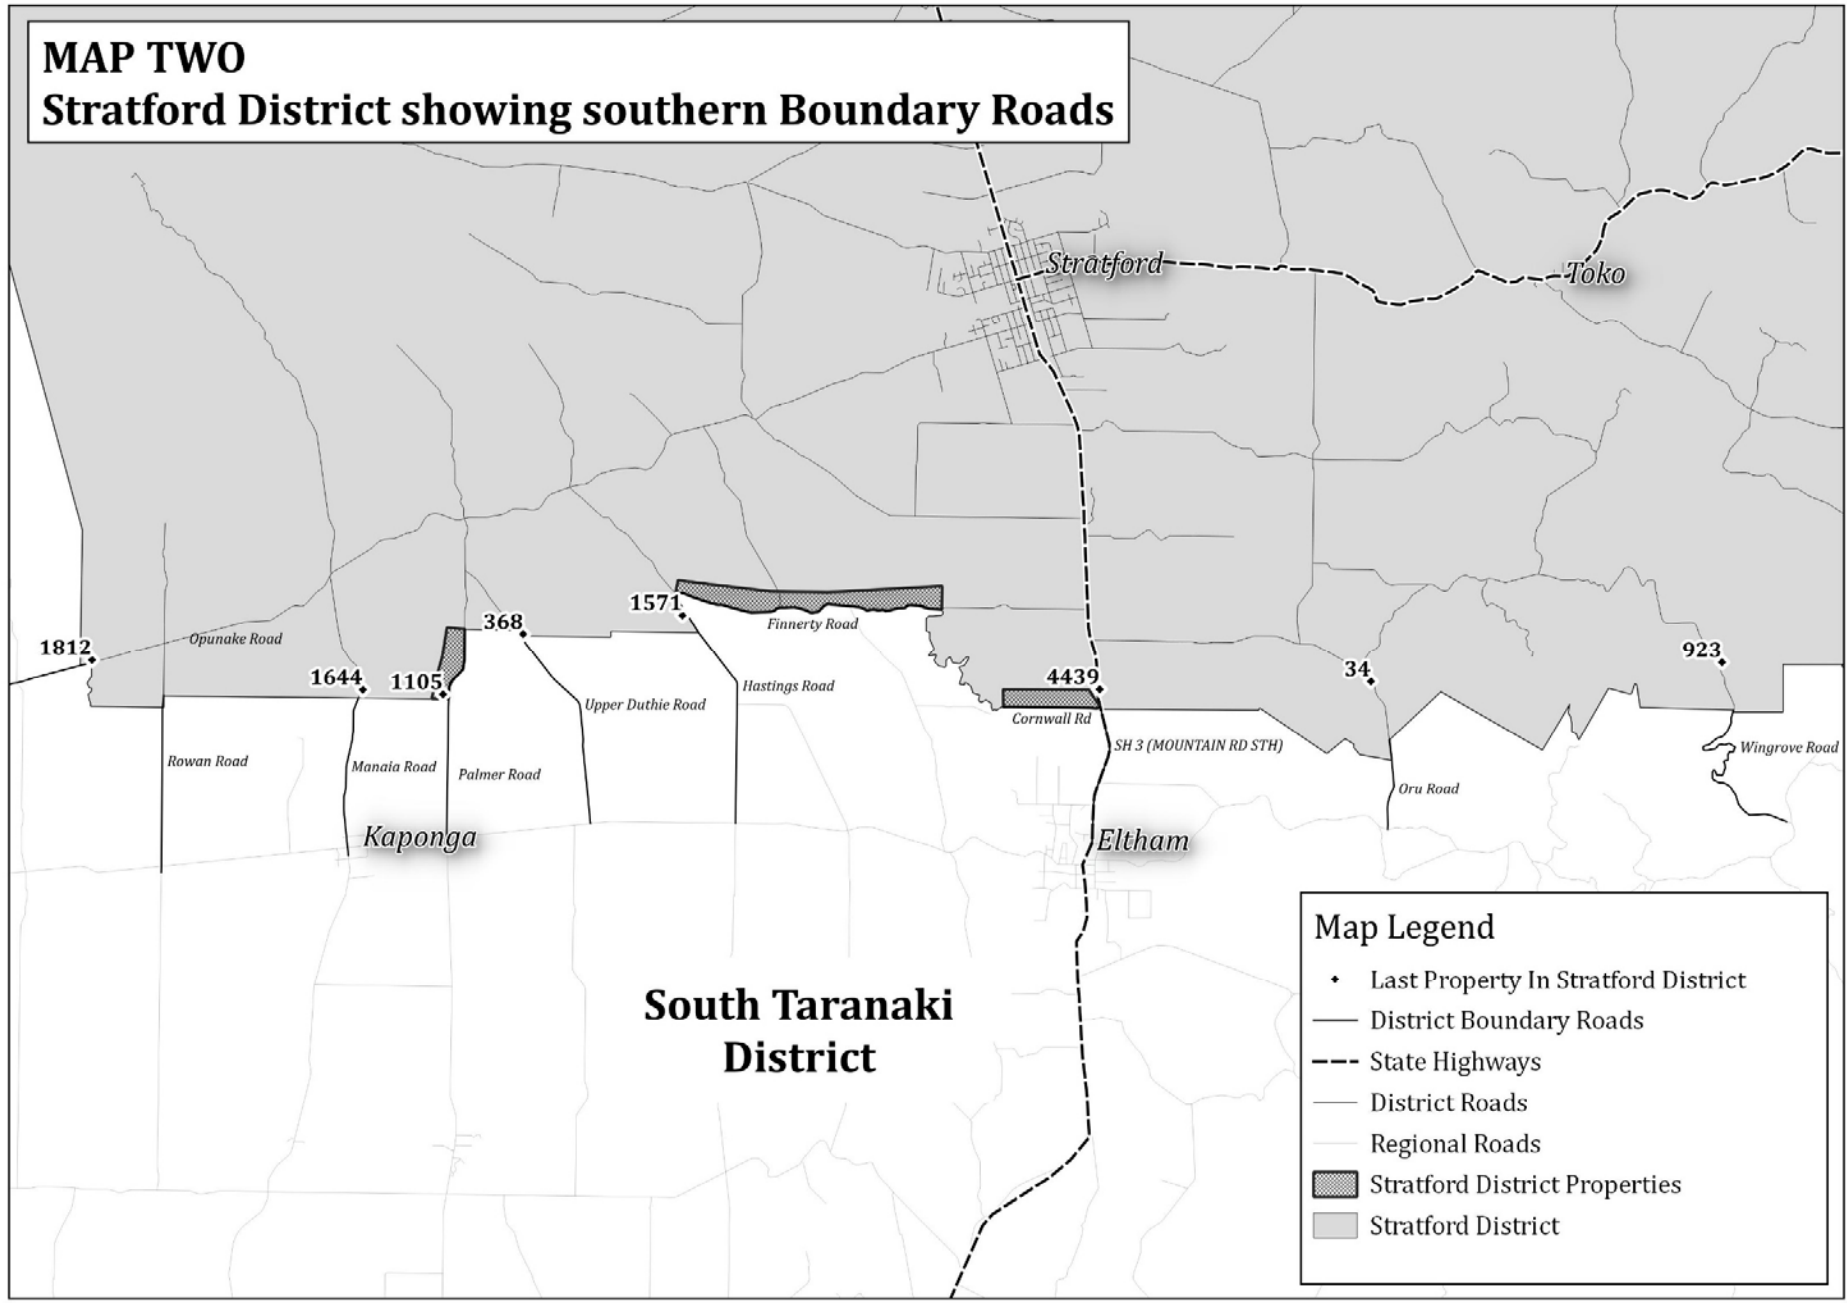 MAP TWO
Stratford District showing southern Boundary Roads
Stratford
Toko
1571
Finnerty Road
368
1812
Opunake Road
923
34
1644
1105
4439
Hastings Road
Upper Duthie Road
Cornwall Rd
SH 3 (MOUNTAIN RD STH)
Wingrove Road
Rowan Road
Manaia Road
Palmer Road
Oru Road
Kaponga
Eltham
South Taranaki
District
Map Legend
Last Property In Stratford District
District Boundary Roads
State Highways
District Roads
Regional Roads
Stratford District Properties
Stratford District